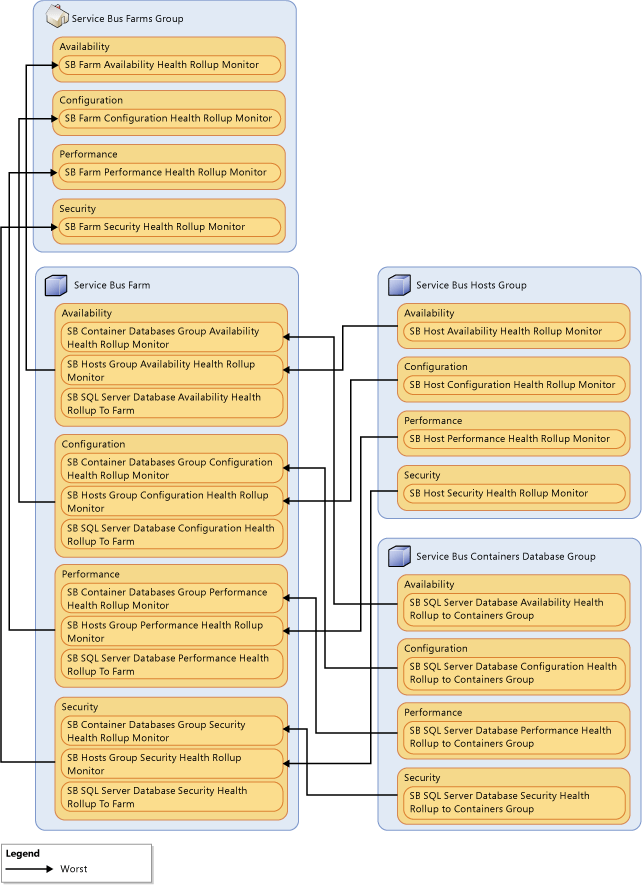 Service Bus Farms Group
Availability
SB Farm Availability Health Rollup Monitor
Configuration
SB Farm Configuration Health Rollup Monitor
Performance
SB Farm Performance Health Rollup Monitor
Security
SB Farm Security Health Rollup Monitor
Service Bus Farm
Availability
SB Container Databases Group Availability
Health Rollup Monitor
SB Hosts Group Availability Health Rollup
Monitor
SB SQL Server Database Availability Health
Rollup To Farm
Configuration
SB Container Databases Group Configuration
Health Rollup Monitor
SB Hosts Group Configuration Health Rollup
Monitor
SB SQL Server Database Configuration Health
Rollup To Farm
Performance
SB Container Databases Group Performance
Health Rollup Monitor
SB Hosts Group Performance Health Rollup
Monitor
SB SQL Server Database Performance Health
Rollup To Farm
Security
SB Container Databases Group Security
Health Rollup Monitor
SB Hosts Group Security Health Rollup
Monitor
SB SQL Server Database Security Health
Rollup To Farm
Service Bus Hosts Group
Availability
SB Host Availability Health Rollup Monitor
Configuration
SB Host Configuration Health Rollup Monitor
Performance
SB Host Performance Health Rollup Monitor
Security
SB Host Security Health Rollup Monitor
Service Bus Containers Database Group
Availability
SB SQL Server Database Availability Health
Rollup to Containers Group
Configuration
SB SQL Server Database Configuration Health
Rollup to Containers Group
Performance
SB SQL Server Database Performance Health
Rollup to Containers Group
Security
SB SQL Server Database Security Health
Rollup to Containers Group
Legend
Worst